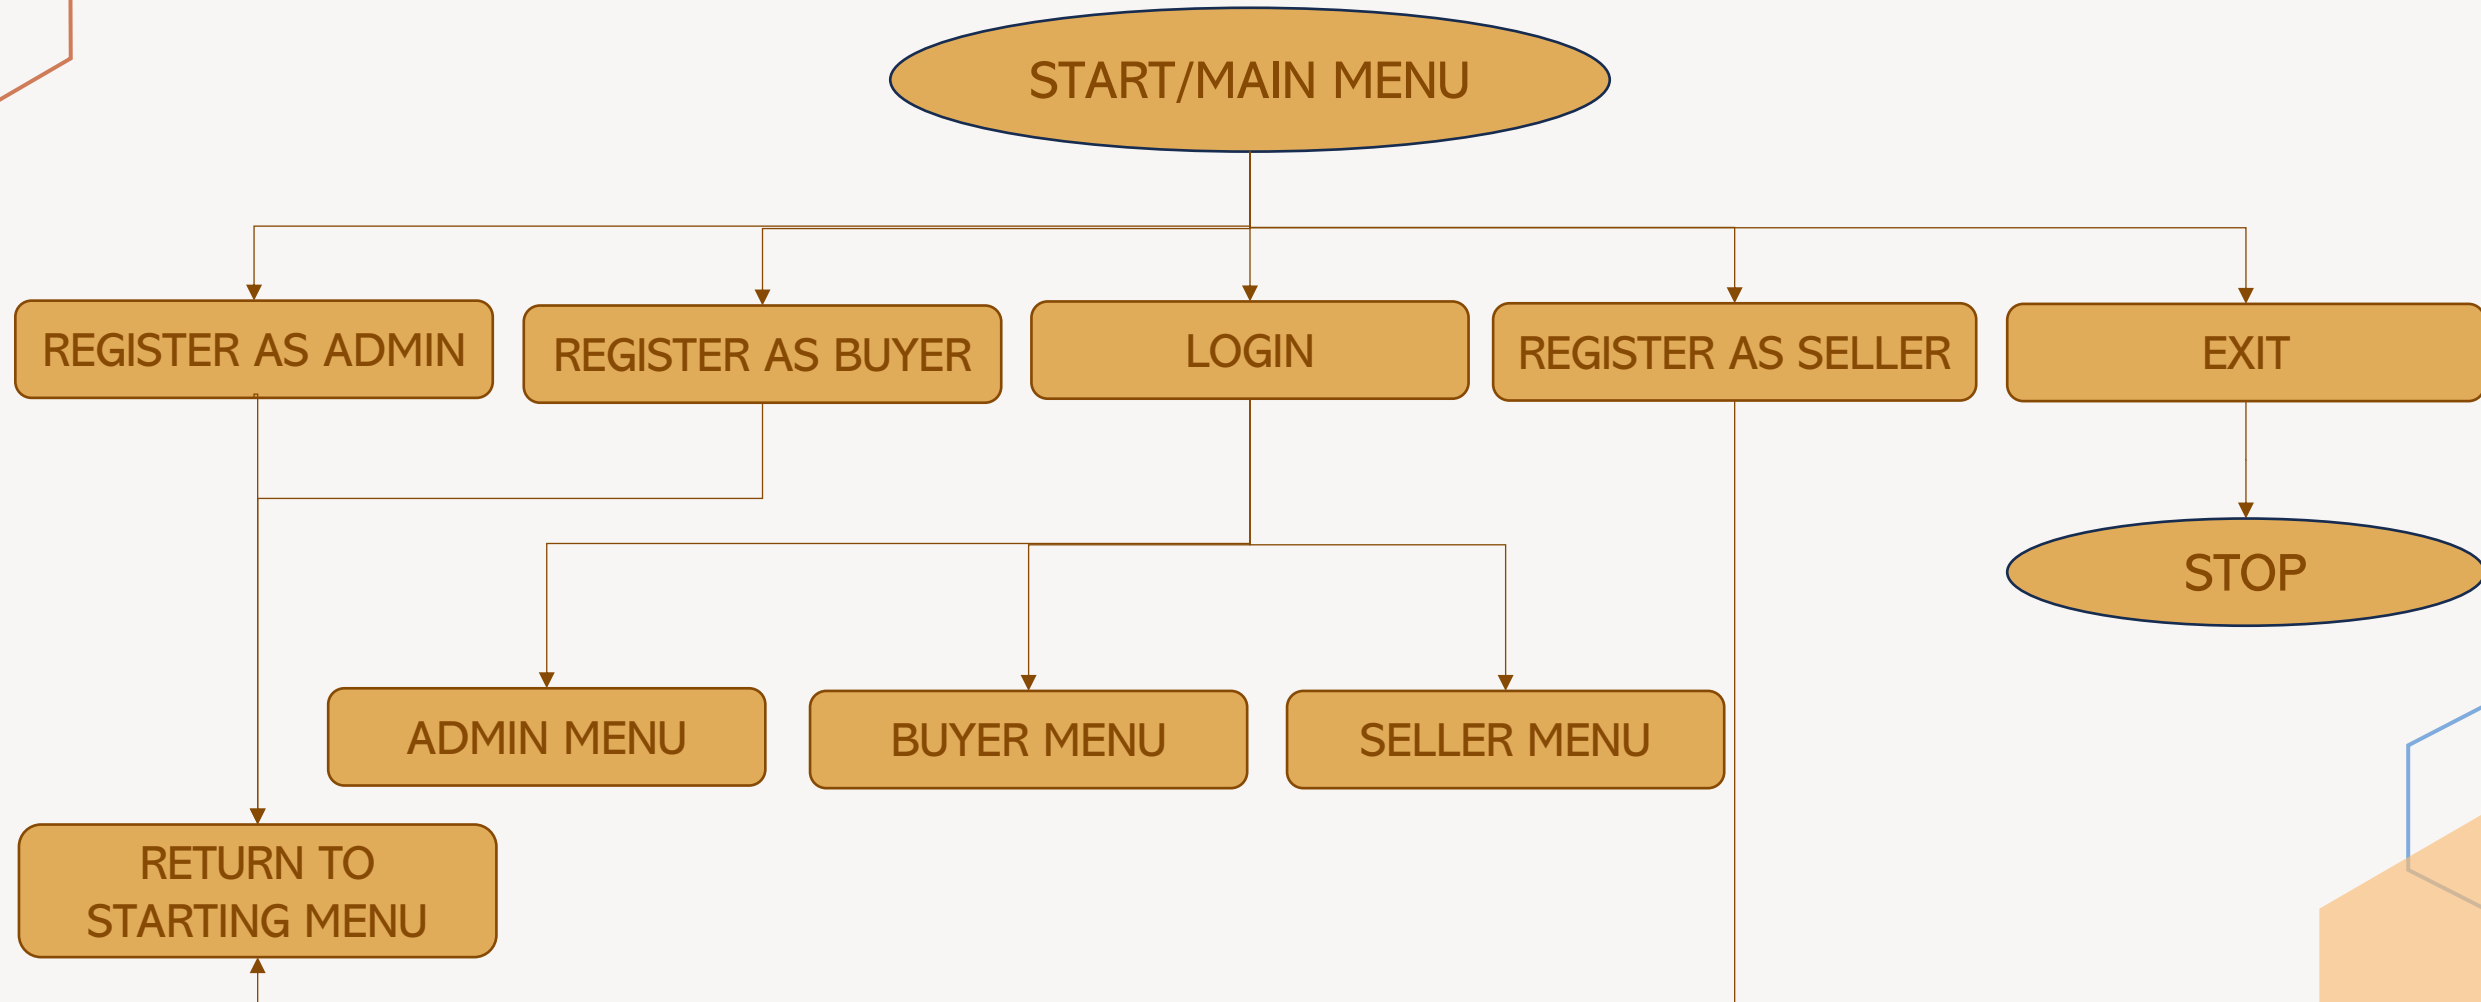 START/MAIN MENU
REGISTER AS ADMIN
REGISTER AS BUYER
LOGIN
REGISTER AS SELLER
EXIT
STOP
ADMIN MENU
BUYER MENU
SELLER MENU
RETURN TO
STARTING MENU